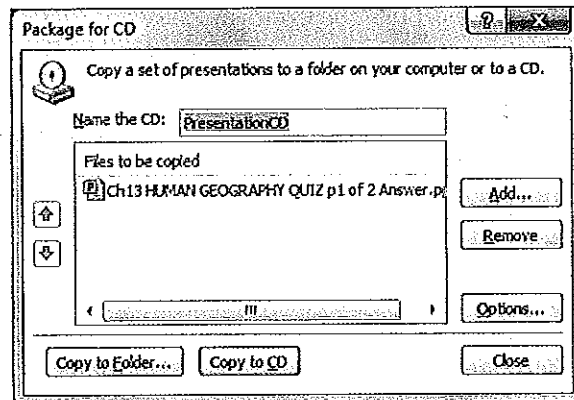 Package for CD
Copy a set of presentations to a folder on your computer or to a CD.
Name the CD: PresentationCD
Files to be copied
Ch13 HUMAN GEOGRAPHY QUIZ p1 of 2 Answer.p
Add...
Remove
Options...
Copy to Folder...
Copy to CD
Close